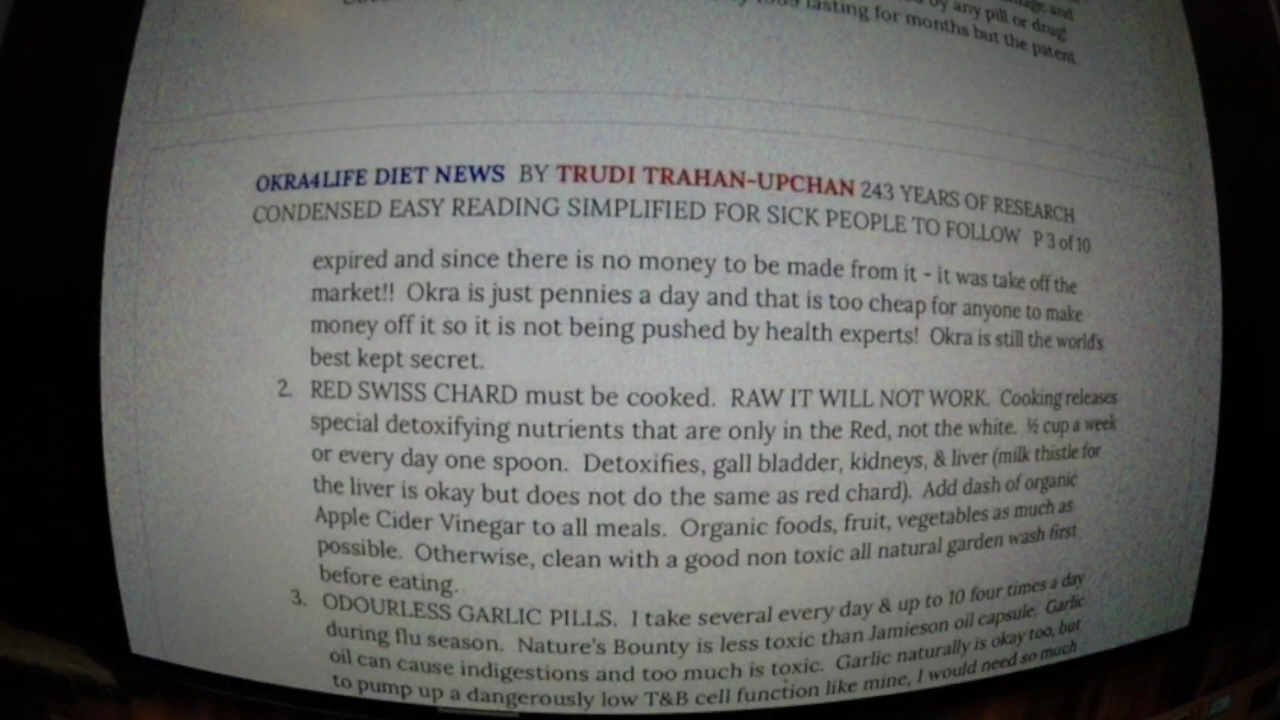 by any pill or drug!
lasting for months but the patent
OKRA4LIFE DIET NEWS BY TRUDI TRAHAN-UPCHAN 243 YEARS OF RESEARCH
CONDENSED EASY READING SIMPLIFIED FOR SICK PEOPLE TO FOLLOW P 3 of 10
expired and since there is no money to be made from it - it was take off the
market!! Okra is just pennies a day and that is too cheap for anyone to make
money off it so it is not being pushed by health experts! Okra is still the world's
best kept secret.
2. RED SWISS CHARD must be cooked. RAW IT WILL NOT WORK. Cooking releases
special detoxifying nutrients that are only in the Red, not the white. ½ cup a week
or every day one spoon. Detoxifies, gall bladder, kidneys, & liver (milk thistle for
the liver is okay but does not do the same as red chard). Add dash of organic
Apple Cider Vinegar to all meals. Organic foods, fruit, vegetables as much as
possible. Otherwise, clean with a good non toxic all natural garden wash first
before eating.
3. ODOURLESS GARLIC PILLS. I take several every day & up to 10 four times a day
during flu season. Nature's Bounty is less toxic than Jamieson oil capsule. Garlic
oil can cause indigestions and too much is toxic. Garlic naturally is okay too, but
to pump up a dangerously low T&B cell function like mine, I would need so much